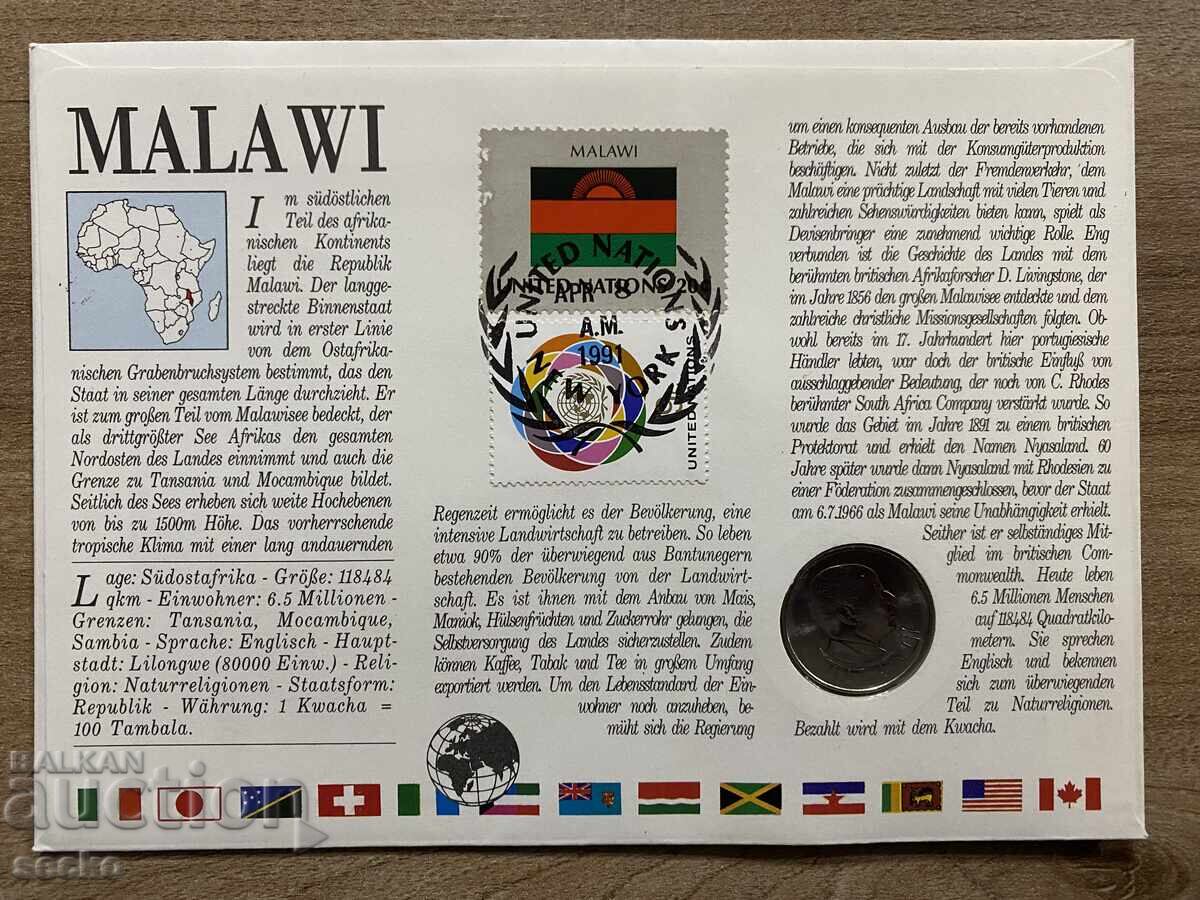 MALAWI
Im südöstlichen
Teil des afrika-
nischen Kontinents
liegt die Republik
Malawi. Der langge-
streckte Binnenstaat
wird in erster Linie
von dem Ostafrika-
nischen Grabenbruchsystem bestimmt, das den
Staat in seiner gesamten Länge durchzieht. Er
ist zum großen Teil vom Malawisee bedeckt, der
als drittgrößter See Afrikas den gesamten
Nordosten des Landes einnimmt und auch die
Grenze zu Tansania und Mocambique bildet.
Seitlich des Sees erheben sich weite Hochebenen
von bis zu 1500m Höhe. Das vorherrschende
tropische Klima mit einer lang andauernden
Lage: Südostafrika - Größe: 118484
qkm - Einwohner: 6.5 Millionen -
Grenzen: Tansania, Mocambique,
Sambia - Sprache: Englisch - Haupt-
stadt: Lilongwe (80000 Einw.) - Reli-
gion: Naturreligionen - Staatsform:
Republik - Währung: 1 Kwacha =
100 Tambala.
MALAWI
UNITED NATIONS 20c
UNITED NATIONS
APR 8
A.M.
1991
NEW YORK
UNITED NATIONS
Regenzeit ermöglicht es der Bevölkerung, eine
intensive Landwirtschaft zu betreiben. So leben
etwa 90% der überwiegend aus Bantunegern
bestehenden Bevölkerung von der Landwirt-
schaft. Es ist ihnen mit dem Anbau von Mais,
Maniok, Hülsenfrüchten und Zuckerrohr gelungen, die
Selbstversorgung des Landes sicherzustellen. Zudem
können Kaffee, Tabak und Tee in großem Umfang
exportiert werden. Um den Lebensstandard der Ein-
wohner noch anzuheben, be-
müht sich die Regierung
um einen konsequenten Ausbau der bereits vorhandenen
Betriebe, die sich mit der Konsumgüterproduktion
beschäftigen. Nicht zuletzt der Fremdenverkehr, dem
Malawi eine prächtige Landschaft mit vielen Tieren und
zahlreichen Sehenswürdigkeiten bieten kann, spielt als
Devisenbringer eine zunehmend wichtige Rolle. Eng
verbunden ist die Geschichte des Landes mit dem
berühmten britischen Afrikaforscher D. Livingstone, der
im Jahre 1856 den großen Malawisee entdeckte und dem
zahlreiche christliche Missionsgesellschaften folgten. Ob-
wohl bereits im 17. Jahrhundert hier portugiesische
Händler lebten, war doch der britische Einfluß von
ausschlaggebender Bedeutung, der noch von C. Rhodes
berühmter South Africa Company verstärkt wurde. So
wurde das Gebiet im Jahre 1891 zu einem britischen
Protektorat und erhielt den Namen Nyasaland. 60
Jahre später wurde dann Nyasaland mit Rhodesien zu
einer Föderation zusammengeschlossen, bevor der Staat
am 6.7.1966 als Malawi seine Unabhängigkeit erhielt.
Seither ist er selbständiges Mit-
glied im britischen Com-
monwealth. Heute leben
6.5 Millionen Menschen
auf 118484 Quadratkilo-
metern. Sie sprechen
Englisch und bekennen
sich zum überwiegenden
Teil zu Naturreligionen.
Bezahlt wird mit dem Kwacha.
BALKAN
auction
secko